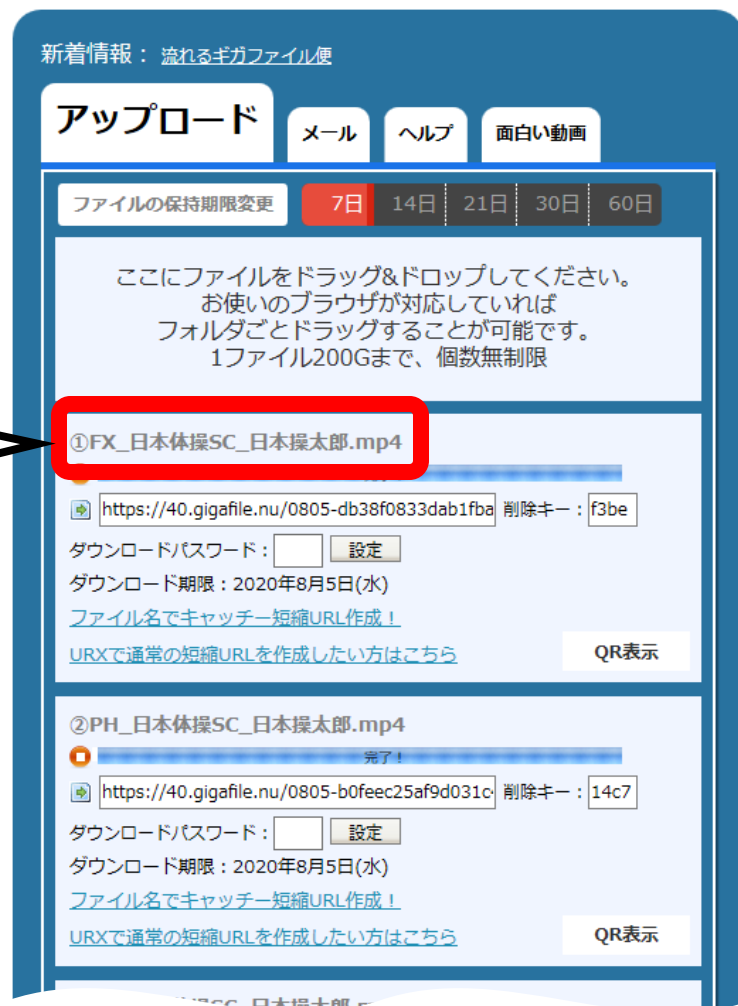 新着情報： 流れるギガファイル便
アップロード メール ヘルプ 面白い動画
ファイルの保持期限変更 7日 14日 21日 30日 60日
ここにファイルをドラッグ&ドロップしてください。
お使いのブラウザが対応していれば
フォルダごとドラッグすることが可能です。
1ファイル200Gまで、個数無制限
①FX_日本体操SC_日本操太郎.mp4
https://40.gigafile.nu/0805-db38f0833dab1fba 削除キー：f3be
ダウンロードパスワード： 設定
ダウンロード期限：2020年8月5日(水)
ファイル名でキャッチー短縮URL作成！
URXで通常の短縮URLを作成したい方はこちら QR表示
②PH_日本体操SC_日本操太郎.mp4
完了！
https://40.gigafile.nu/0805-b0feec25af9d031c 削除キー：14c7
ダウンロードパスワード： 設定
ダウンロード期限：2020年8月5日(水)
ファイル名でキャッチー短縮URL作成！
URXで通常の短縮URLを作成したい方はこちら QR表示